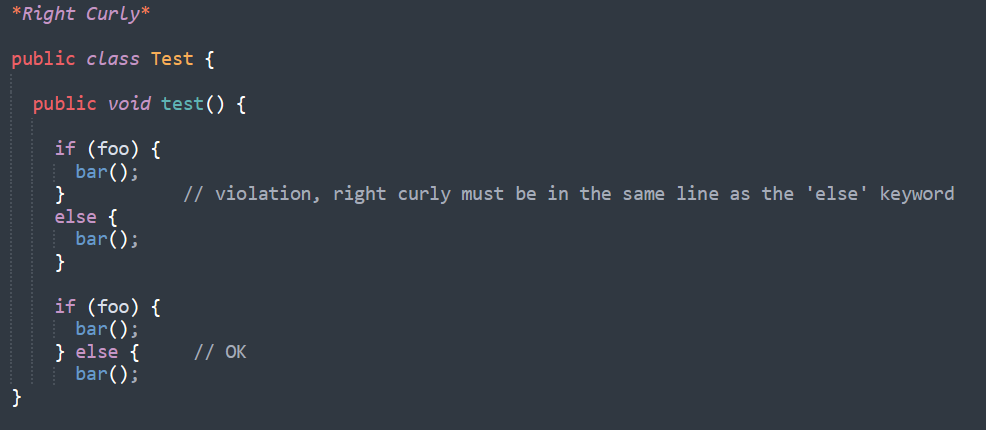 *Right Curly*
public class Test {
public void test() {
if (foo) {
bar();
} // violation, right curly must be in the same line as the 'else' keyword
else {
bar();
}
if (foo) {
bar();
} else { // OK
bar();
}